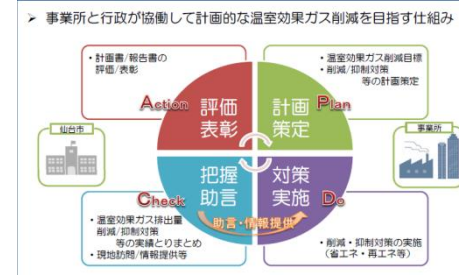 ➢ 事業所と行政が協働して計画的な温室効果ガス削減を目指す仕組み
・計画書/報告書の
評価/表彰
・温室効果ガス削減目標
・削減/抑制対策
等の計画策定
Action
評価
表彰
計画
策定
Plan
仙台市
事業所
Check
把握
助言
対策
実施
Do
助言・情報提供
・温室効果ガス排出量
削減/抑制対策
等の実績とりまとめ
・現地訪問/情報提供等
・削減・抑制対策の実施
(省エネ・再エネ等)